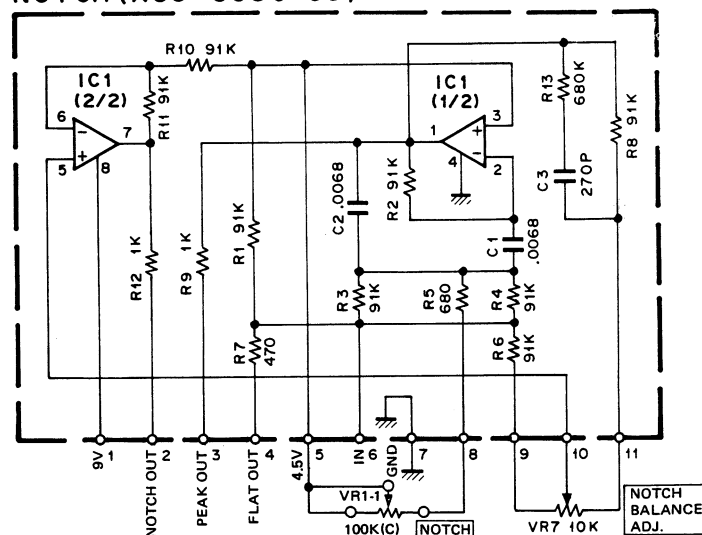 R10 91K
IC1
(2/2)
IC1
(1/2)
6
7
5
8
R11 91K
3
1
4
2
R13
680K
R8 91K
C3
270P
R2 91K
C2 .0068
C1
.0068
R12 1K
R9 1K
R1 91K
R3
91K
R5
680
R4
91K
R7
470
R6
91K
9V 1
NOTCH OUT 2
PEAK OUT 3
FLAT OUT 4
4.5V 5
IN 6
GND 7
8
9
10
11
VR1-1
100K(C)
NOTCH
VR7 10K
NOTCH
BALANCE
ADJ.